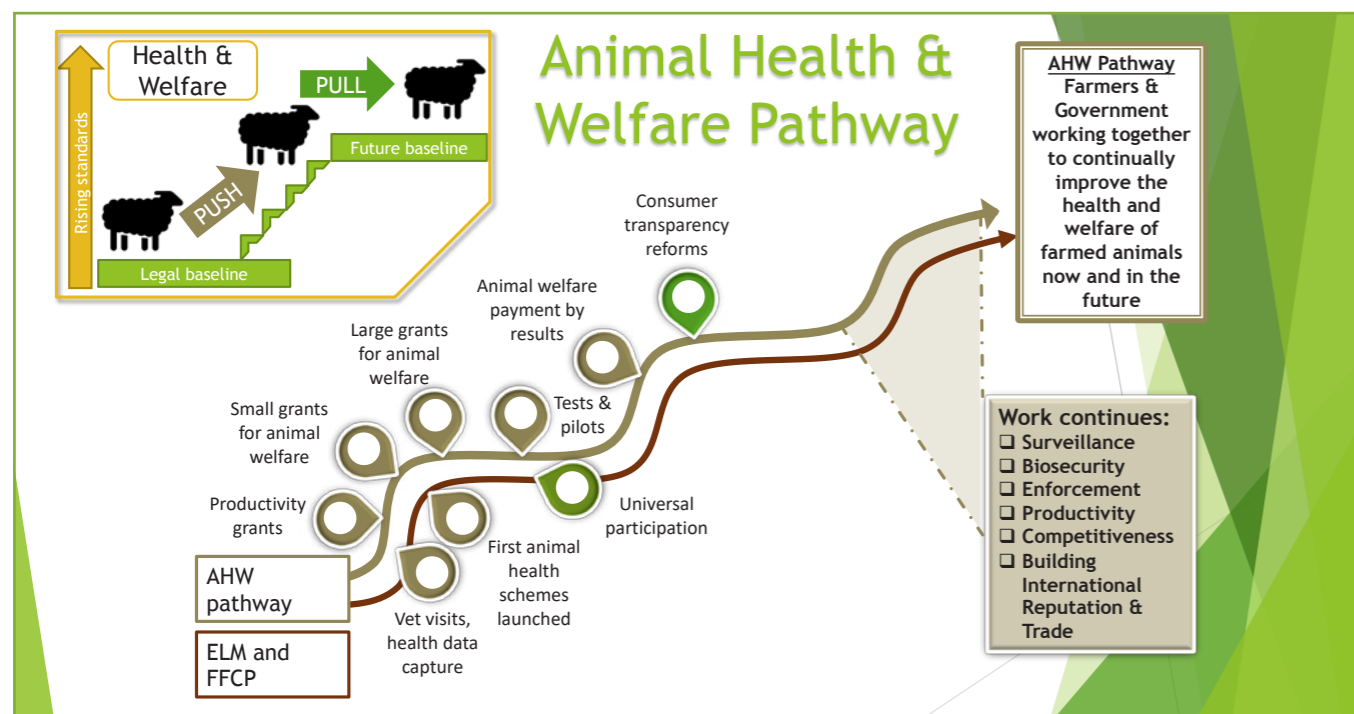 Health &
Welfare
PULL
PUSH
Rising standards
Future baseline
Legal baseline
Animal Health &
Welfare Pathway
AHW Pathway
Farmers &
Government
working together
to continually
improve the
health and
welfare of
farmed animals
now and in the
future
Consumer
transparency
reforms
Animal welfare
payment by
results
Large grants
for animal
welfare
Tests &
pilots
Small grants
for animal
welfare
Productivity
grants
Universal
participation
First animal
health
schemes
launched
Vet visits,
health data
capture
AHW
pathway
ELM and
FFCP
Work continues:
❑ Surveillance
❑ Biosecurity
❑ Enforcement
❑ Productivity
❑ Competitiveness
❑ Building
International
Reputation &
Trade